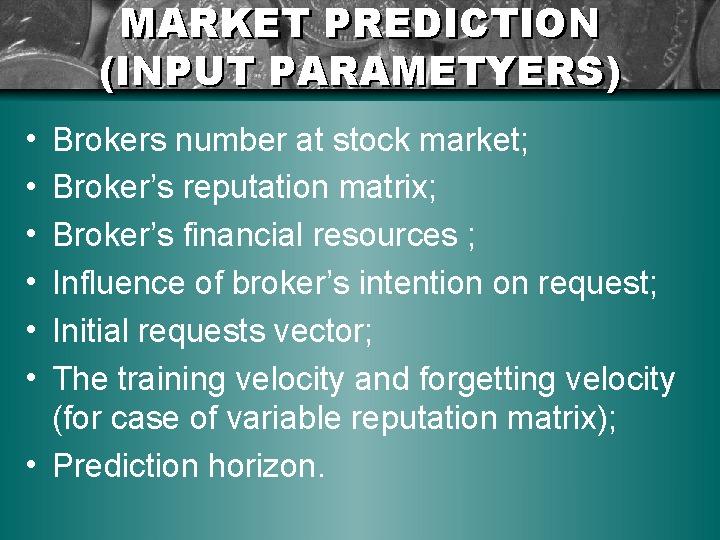 MARKET PREDICTION
(INPUT PARAMETYERS)
• Brokers number at stock market;
• Broker’s reputation matrix;
• Broker’s financial resources ;
• Influence of broker’s intention on request;
• Initial requests vector;
• The training velocity and forgetting velocity
(for case of variable reputation matrix);
• Prediction horizon.